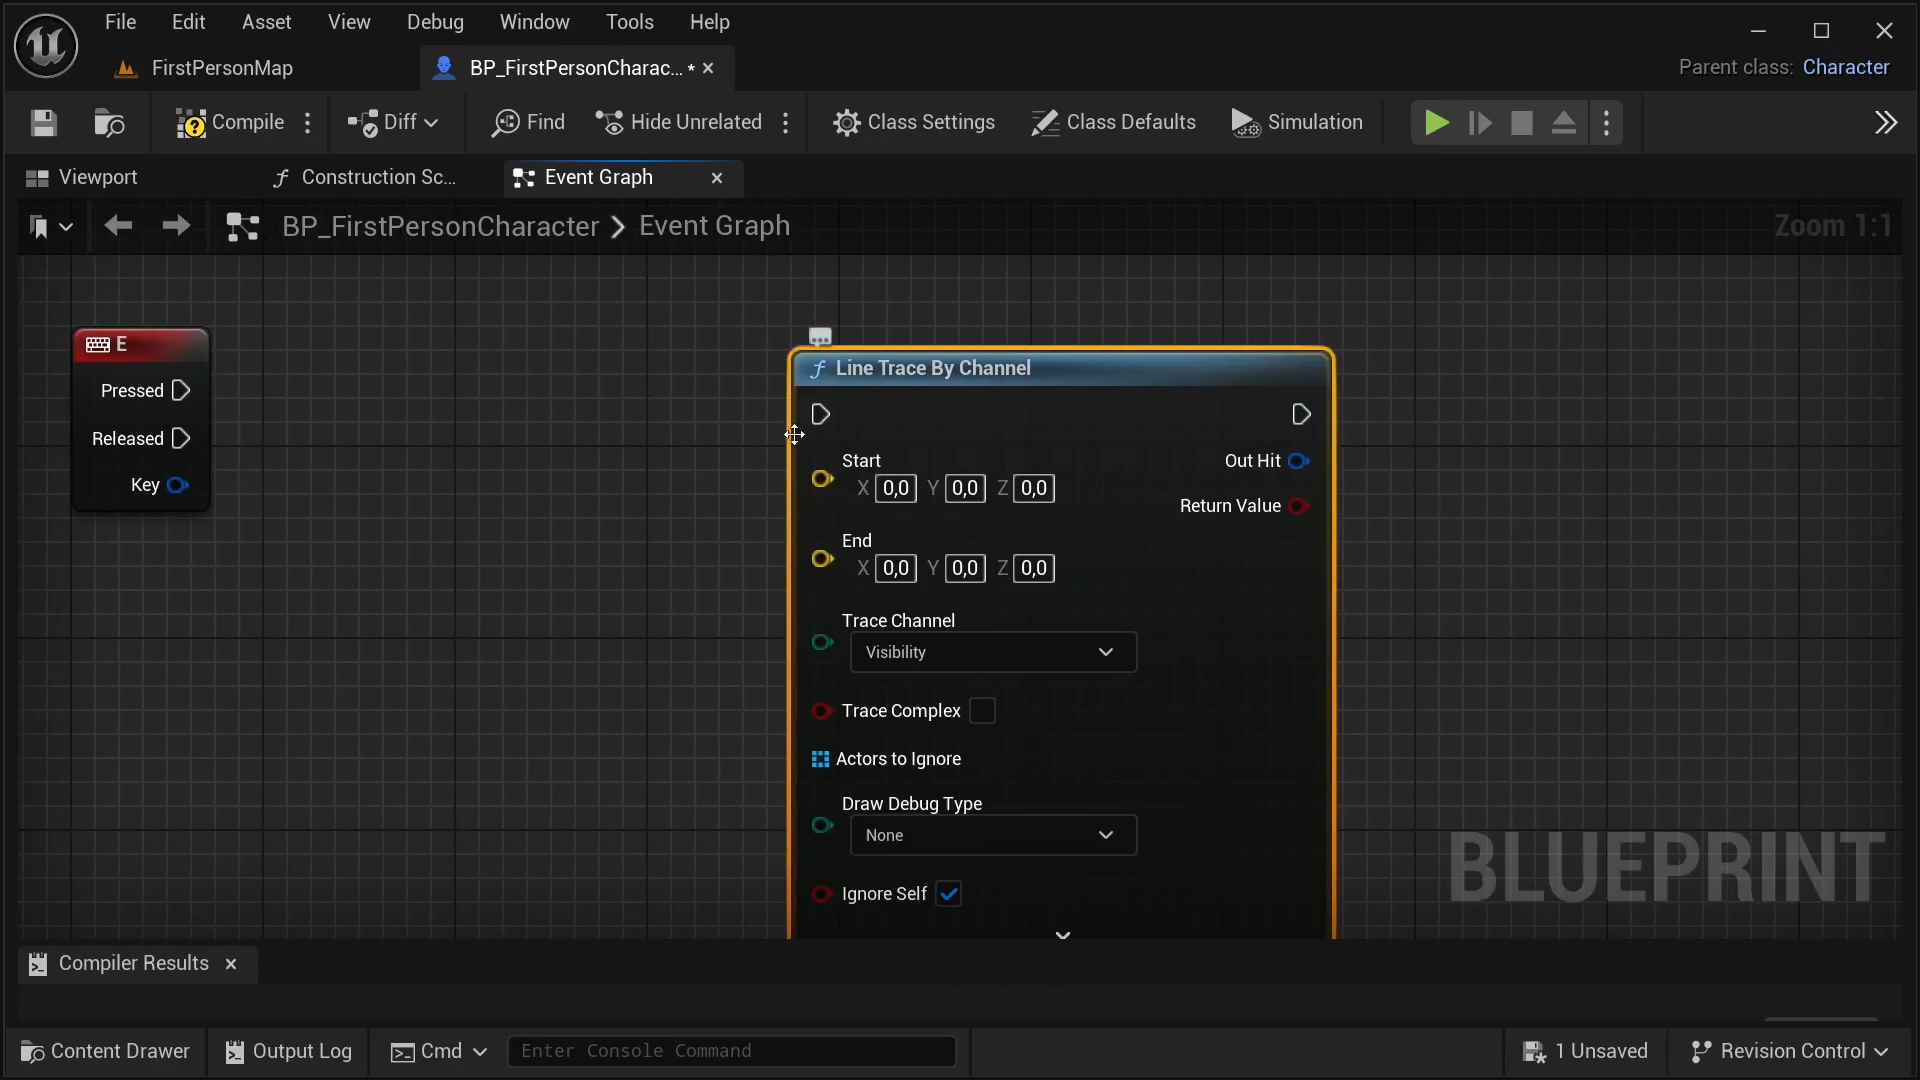 File Edit Asset View Debug Window Tools Help
FirstPersonMap
BP_FirstPersonCharac... *
Parent class: Character
Compile Diff Find Hide Unrelated Class Settings Class Defaults Simulation
Viewport Construction Sc... Event Graph
BP_FirstPersonCharacter > Event Graph
Zoom 1:1
E
Pressed
Released
Key
f Line Trace By Channel
Start
X 0,0 Y 0,0 Z 0,0
Out Hit
Return Value
End
X 0,0 Y 0,0 Z 0,0
Trace Channel
Visibility
Trace Complex
Actors to Ignore
Draw Debug Type
None
Ignore Self
BLUEPRINT
Compiler Results
Content Drawer Output Log Cmd Enter Console Command 1 Unsaved Revision Control